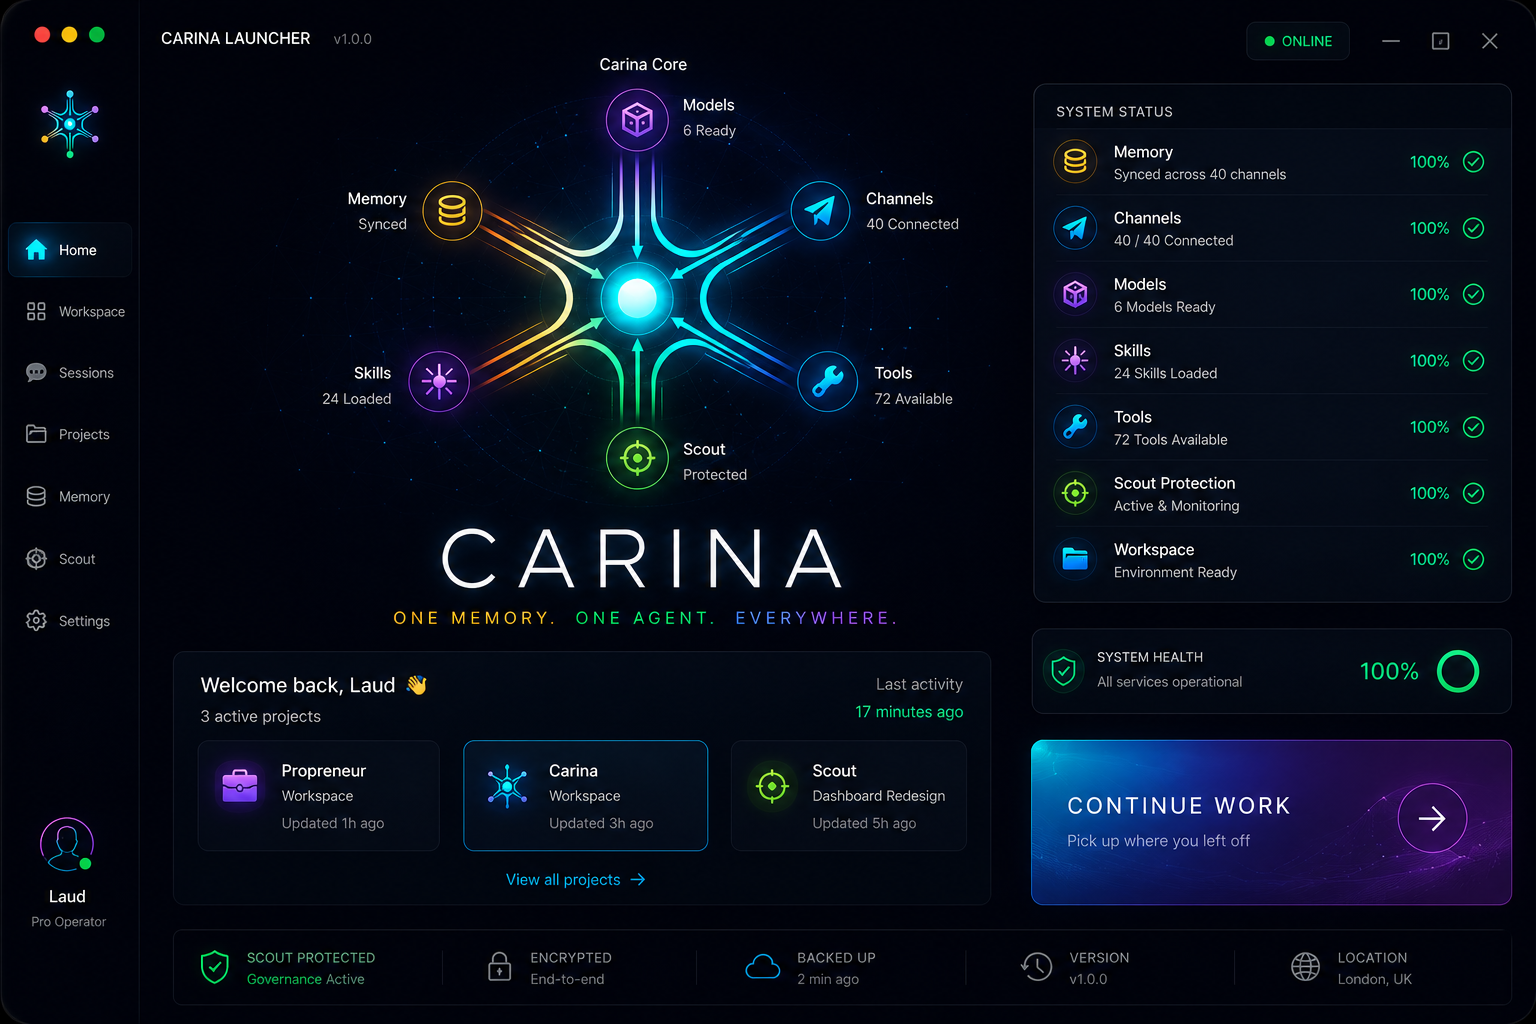 CARINA LAUNCHER v1.0.0
ONLINE
Home
Workspace
Sessions
Projects
Memory
Scout
Settings
Laud
Pro Operator
Carina Core
Models
6 Ready
Memory
Synced
Channels
40 Connected
Skills
24 Loaded
Tools
72 Available
Scout
Protected
CARINA
ONE MEMORY. ONE AGENT. EVERYWHERE.
Welcome back, Laud 👋
3 active projects
Last activity
17 minutes ago
Propreneur
Workspace
Updated 1h ago
Carina
Workspace
Updated 3h ago
Scout
Dashboard Redesign
Updated 5h ago
View all projects →
SYSTEM STATUS
Memory
Synced across 40 channels
100%
Channels
40 / 40 Connected
100%
Models
6 Models Ready
100%
Skills
24 Skills Loaded
100%
Tools
72 Tools Available
100%
Scout Protection
Active & Monitoring
100%
Workspace
Environment Ready
100%
SYSTEM HEALTH
All services operational
100%
CONTINUE WORK
Pick up where you left off
SCOUT PROTECTED
Governance Active
ENCRYPTED
End-to-end
BACKED UP
2 min ago
VERSION
v1.0.0
LOCATION
London, UK